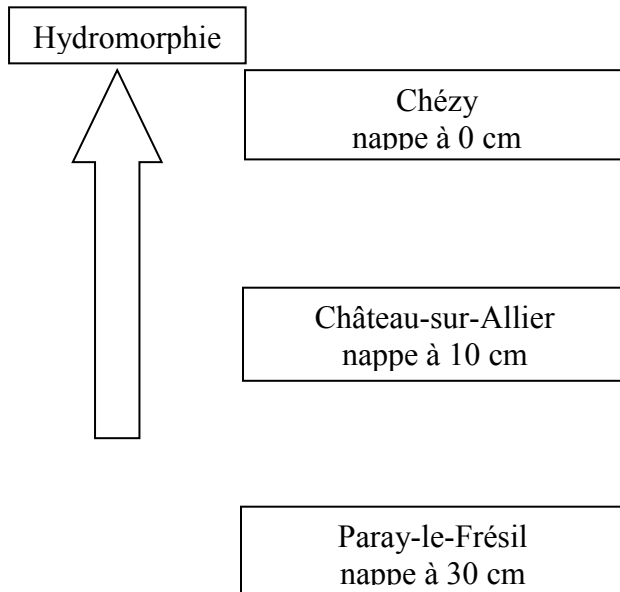 Hydromorphie
Chézy
nappe à 0 cm
Château-sur-Allier
nappe à 10 cm
Paray-le-Frésil
nappe à 30 cm